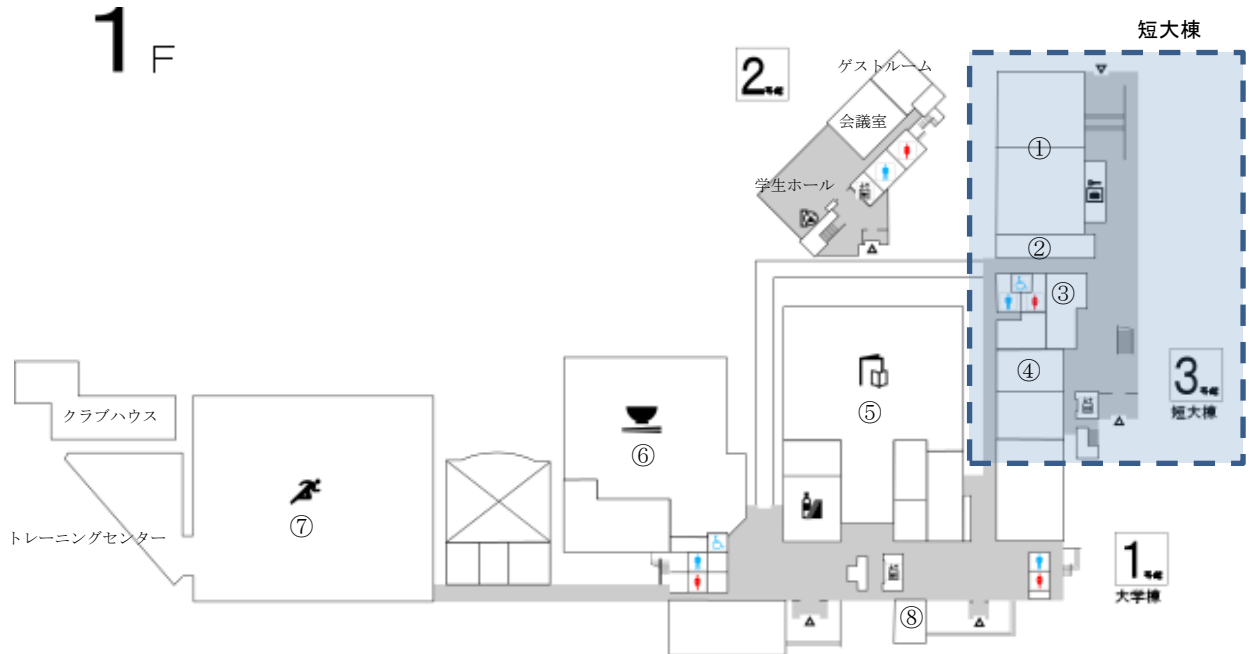 1F
短大棟
2号館
ゲストルーム
会議室
学生ホール
①
②
③
④
3号館
短大棟
⑤
⑥
クラブハウス
⑦
トレーニングセンター
1号館
大学棟
⑧